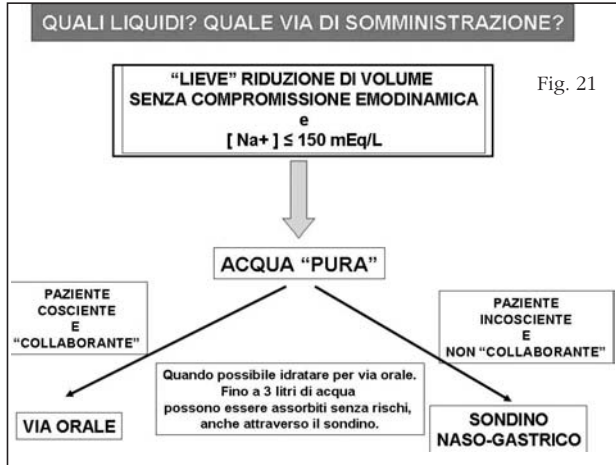 QUALI LIQUIDI? QUALE VIA DI SOMMINISTRAZIONE?
"LIEVE" RIDUZIONE DI VOLUME
SENZA COMPROMISSIONE EMODINAMICA
e
[ Na+ ] ≤ 150 mEq/L
Fig. 21
ACQUA "PURA"
PAZIENTE
COSCIENTE
E
"COLLABORANTE"
PAZIENTE
INCOSCIENTE
E
NON "COLLABORANTE"
Quando possibile idratare per via orale.
Fino a 3 litri di acqua
possono essere assorbiti senza rischi,
anche attraverso il sondino.
VIA ORALE
SONDINO
NASO-GASTRICO